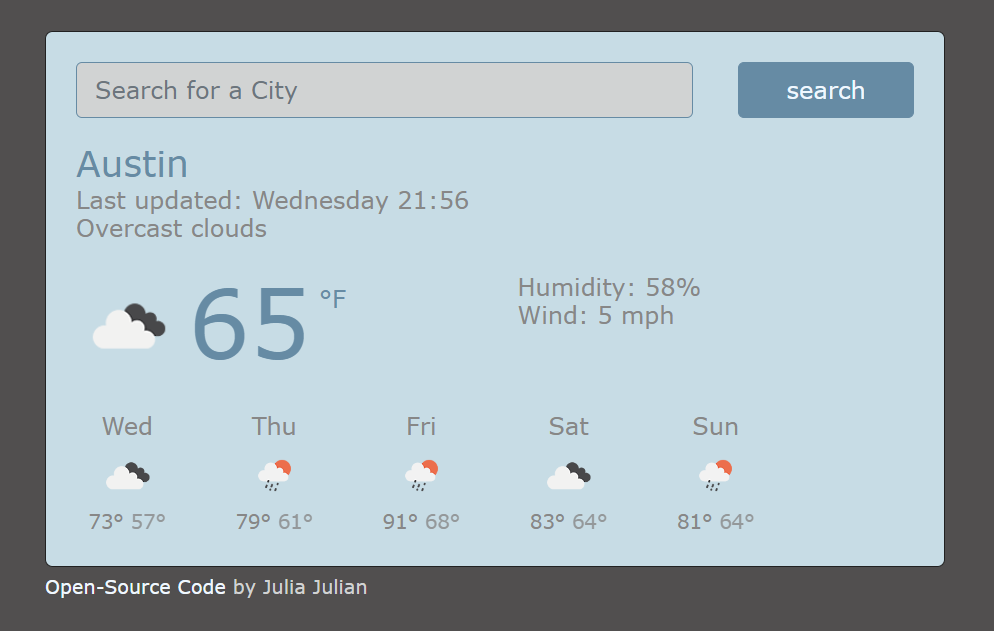 Search for a City
search
Austin
Last updated: Wednesday 21:56
Overcast clouds
65 °F
Humidity: 58%
Wind: 5 mph
Wed Thu Fri Sat Sun
73° 57° 79° 61° 91° 68° 83° 64° 81° 64°
Open-Source Code by Julia Julian